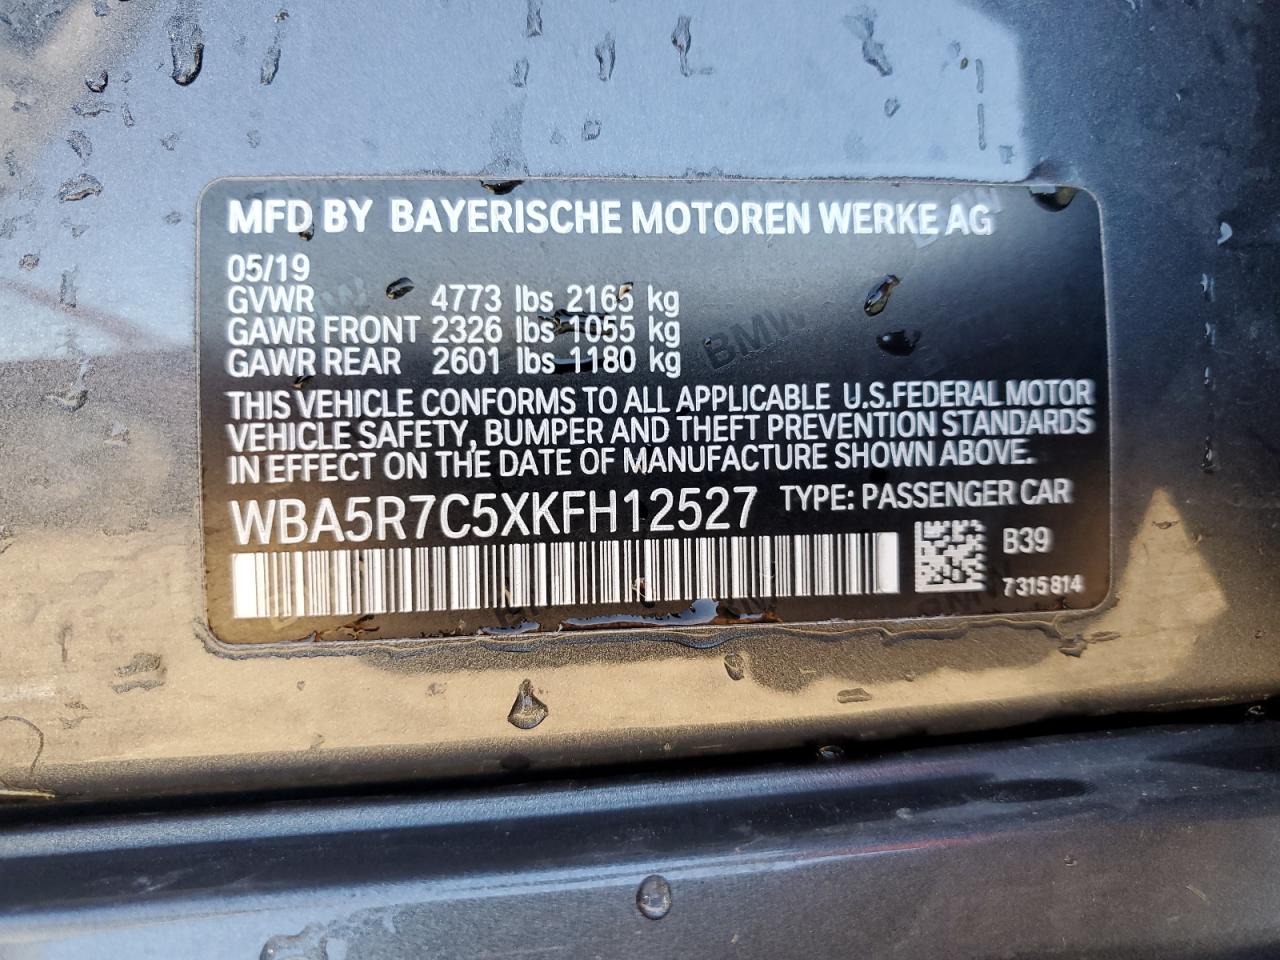 MFD BY BAYERISCHE MOTOREN WERKE AG
05/19
GVWR 4773 lbs 2165 kg
GAWR FRONT 2326 lbs 1055 kg
GAWR REAR 2601 lbs 1180 kg
THIS VEHICLE CONFORMS TO ALL APPLICABLE U.S.FEDERAL MOTOR
VEHICLE SAFETY, BUMPER AND THEFT PREVENTION STANDARDS
IN EFFECT ON THE DATE OF MANUFACTURE SHOWN ABOVE.
WBA5R7C5XKFH12527 TYPE: PASSENGER CAR
B39
7315814
BMW